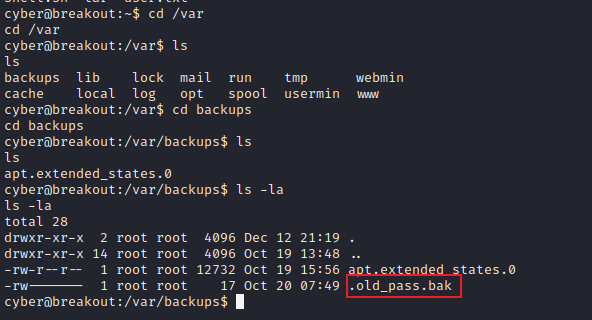 cyber@breakout:~$ cd /var
cd /var
cyber@breakout:/var$ ls
ls
backups  lib    lock  mail  run    tmp      webmin
cache    local  log   opt   spool  usermin  www
cyber@breakout:/var$ cd backups
cd backups
cyber@breakout:/var/backups$ ls
ls
apt.extended_states.0
cyber@breakout:/var/backups$ ls -la
ls -la
total 28
drwxr-xr-x  2 root root  4096 Dec 12 21:19 .
drwxr-xr-x 14 root root  4096 Oct 19 13:48 ..
-rw-r--r--  1 root root 12732 Oct 19 15:56 apt.extended_states.0
-rw-------  1 root root    17 Oct 20 07:49 .old_pass.bak
cyber@breakout:/var/backups$